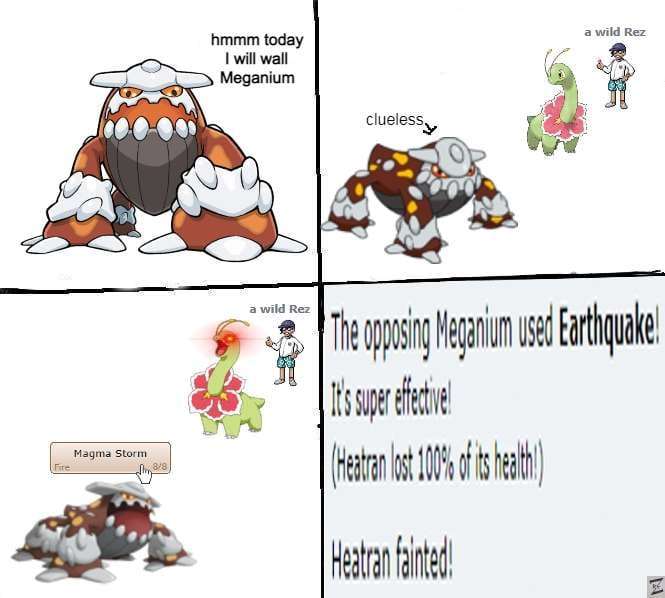 hmmm today
I will wall
Meganium
a wild Rez
clueless
a wild Rez
Magma Storm
Fire 8/8
The opposing Meganium used Earthquake!
It's super effective!
(Heatran lost 100% of its health!)
Heatran fainted!